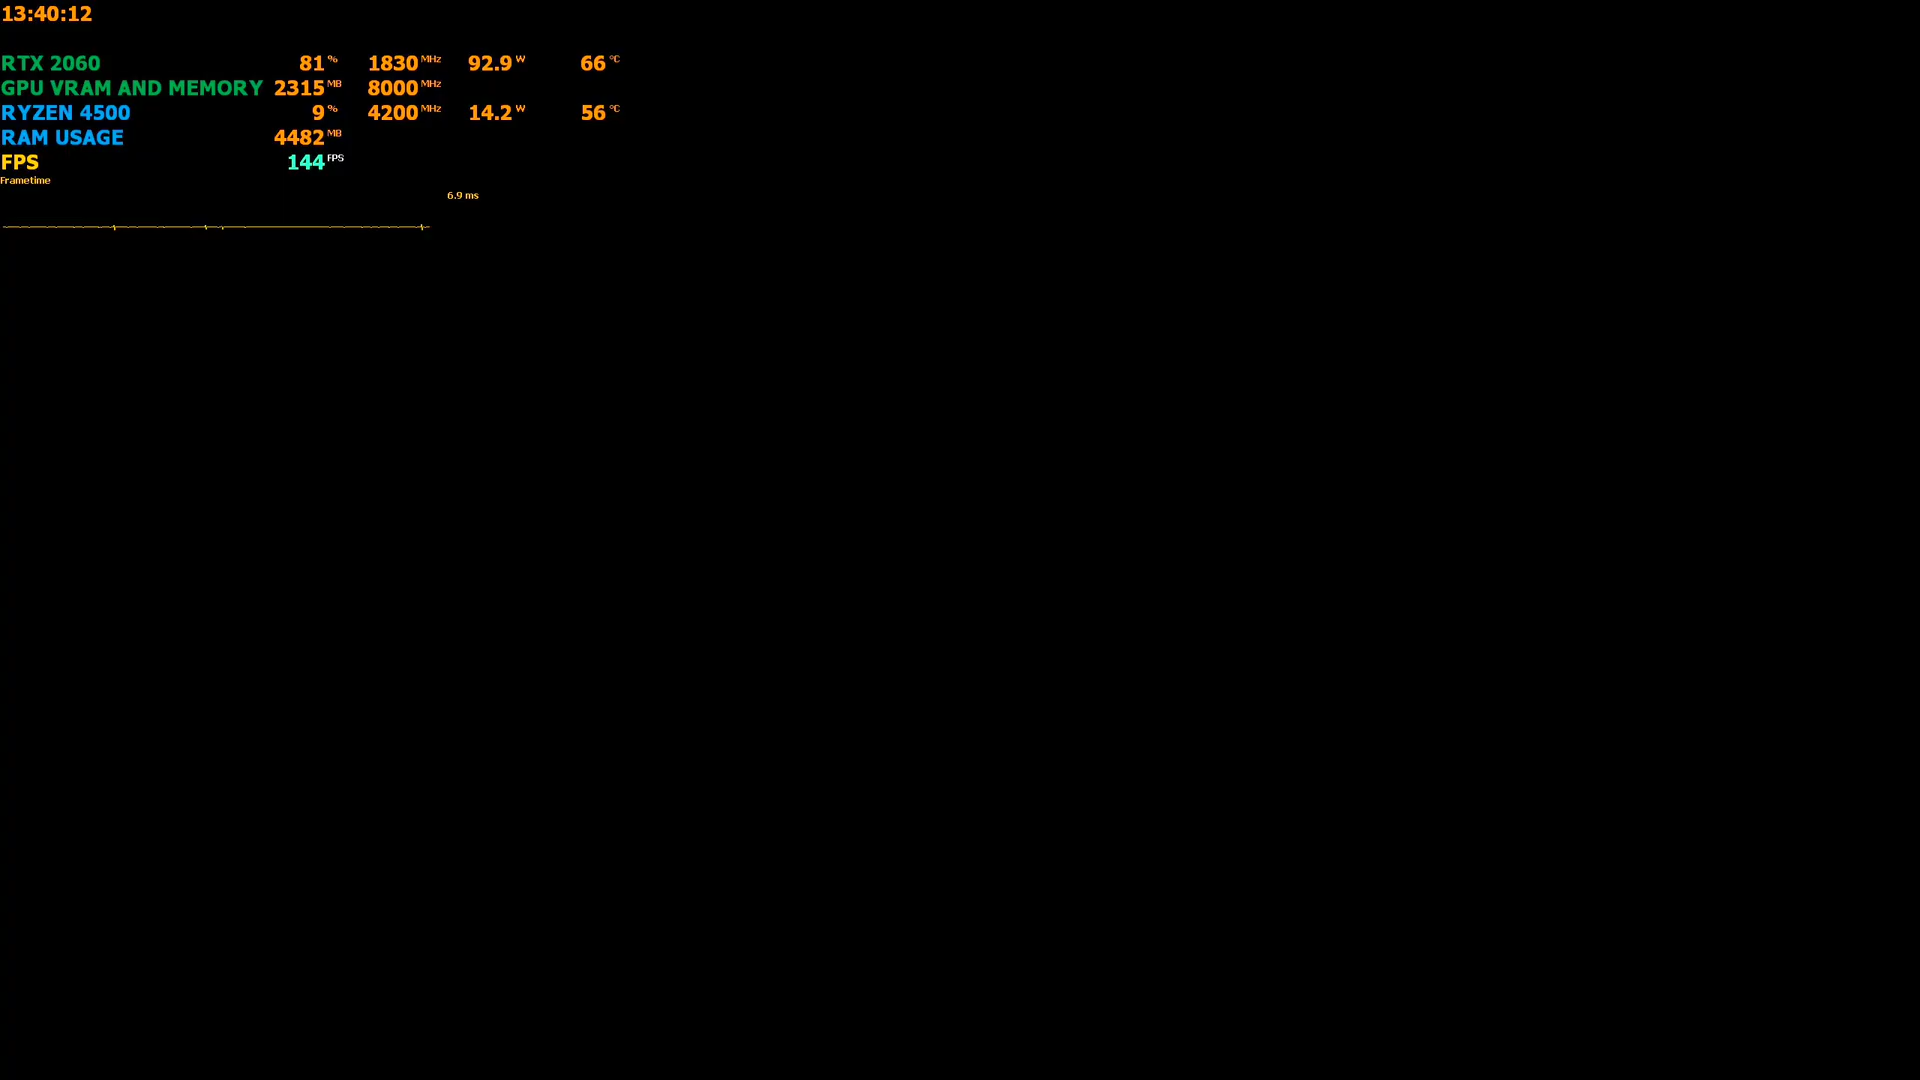 13:40:12
RTX 2060 81 % 1830 MHz 92.9 W 66 °C
GPU VRAM AND MEMORY 2315 MB 8000 MHz
RYZEN 4500 9 % 4200 MHz 14.2 W 56 °C
RAM USAGE 4482 MB
FPS 144 FPS
Frametime
6.9 ms